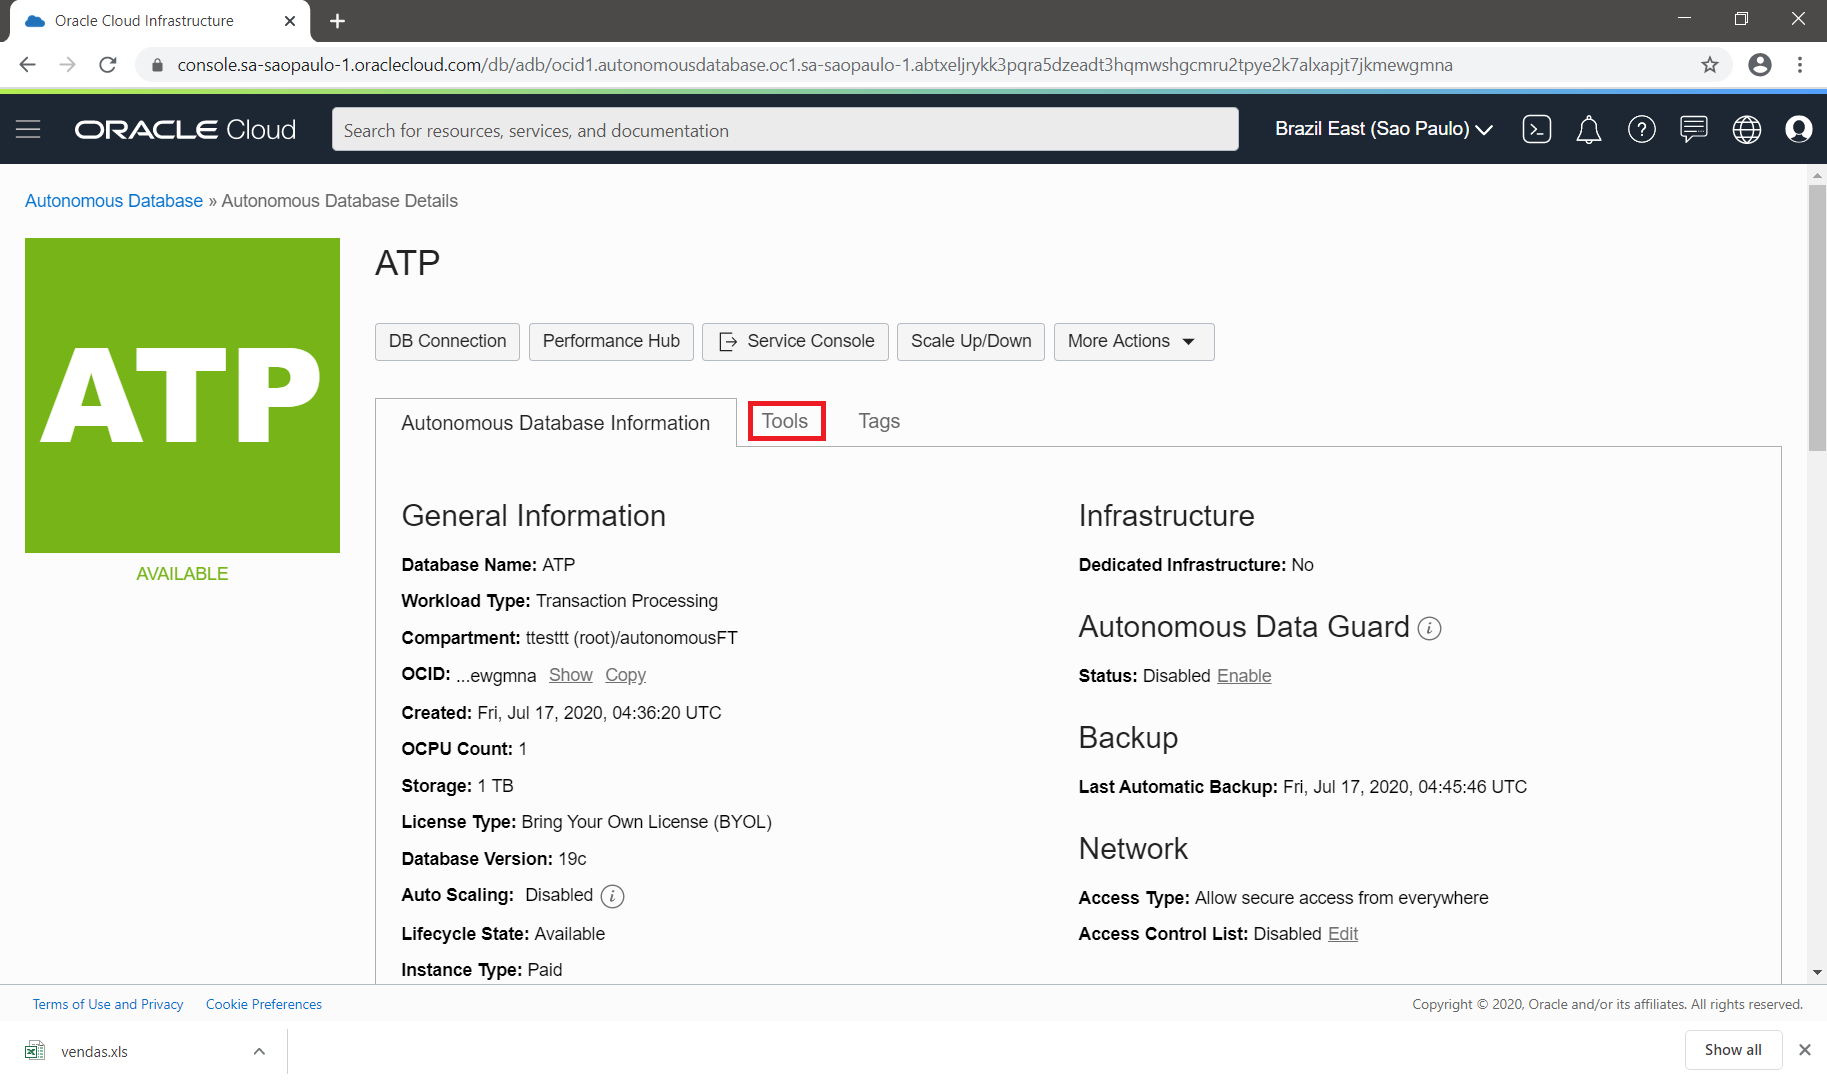 Oracle Cloud Infrastructure
console.sa-saopaulo-1.oraclecloud.com/db/adb/ocid1.autonomousdatabase.oc1.sa-saopaulo-1.abtxeljrykk3pqra5dzeadt3hqmwshgcmru2tpye2k7alxapjt7jkmewgmna
ORACLE Cloud
Search for resources, services, and documentation
Brazil East (Sao Paulo)
Autonomous Database » Autonomous Database Details
ATP
ATP
AVAILABLE
DB Connection
Performance Hub
Service Console
Scale Up/Down
More Actions
Autonomous Database Information
Tools
Tags
General Information
Database Name: ATP
Workload Type: Transaction Processing
Compartment: ttesttt (root)/autonomousFT
OCID: ...ewgmna Show Copy
Created: Fri, Jul 17, 2020, 04:36:20 UTC
OCPU Count: 1
Storage: 1 TB
License Type: Bring Your Own License (BYOL)
Database Version: 19c
Auto Scaling: Disabled
Lifecycle State: Available
Instance Type: Paid
Infrastructure
Dedicated Infrastructure: No
Autonomous Data Guard
Status: Disabled Enable
Backup
Last Automatic Backup: Fri, Jul 17, 2020, 04:45:46 UTC
Network
Access Type: Allow secure access from everywhere
Access Control List: Disabled Edit
Terms of Use and Privacy
Cookie Preferences
Copyright © 2020, Oracle and/or its affiliates. All rights reserved.
vendas.xls
Show all